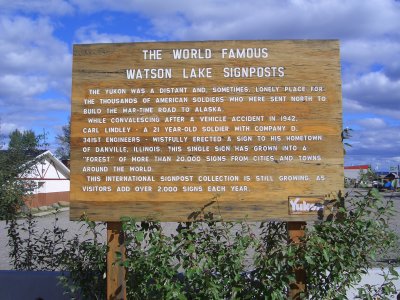 THE WORLD FAMOUS
WATSON LAKE SIGNPOSTS
THE YUKON WAS A DISTANT AND, SOMETIMES, LONELY PLACE FOR
THE THOUSANDS OF AMERICAN SOLDIERS WHO WERE SENT NORTH TO
BUILD THE WAR-TIME ROAD TO ALASKA.
WHILE CONVALESCING AFTER A VEHICLE ACCIDENT IN 1942,
CARL LINDLEY - A 21 YEAR-OLD SOLDIER WITH COMPANY D,
341ST ENGINEERS - WISTFULLY ERECTED A SIGN TO HIS HOMETOWN
OF DANVILLE, ILLINOIS. THIS SINGLE SIGN HAS GROWN INTO A
"FOREST" OF MORE THAN 20,000 SIGNS FROM CITIES AND TOWNS
AROUND THE WORLD.
THIS INTERNATIONAL SIGNPOST COLLECTION IS STILL GROWING, AS
VISITORS ADD OVER 2,000 SIGNS EACH YEAR.
Yukon